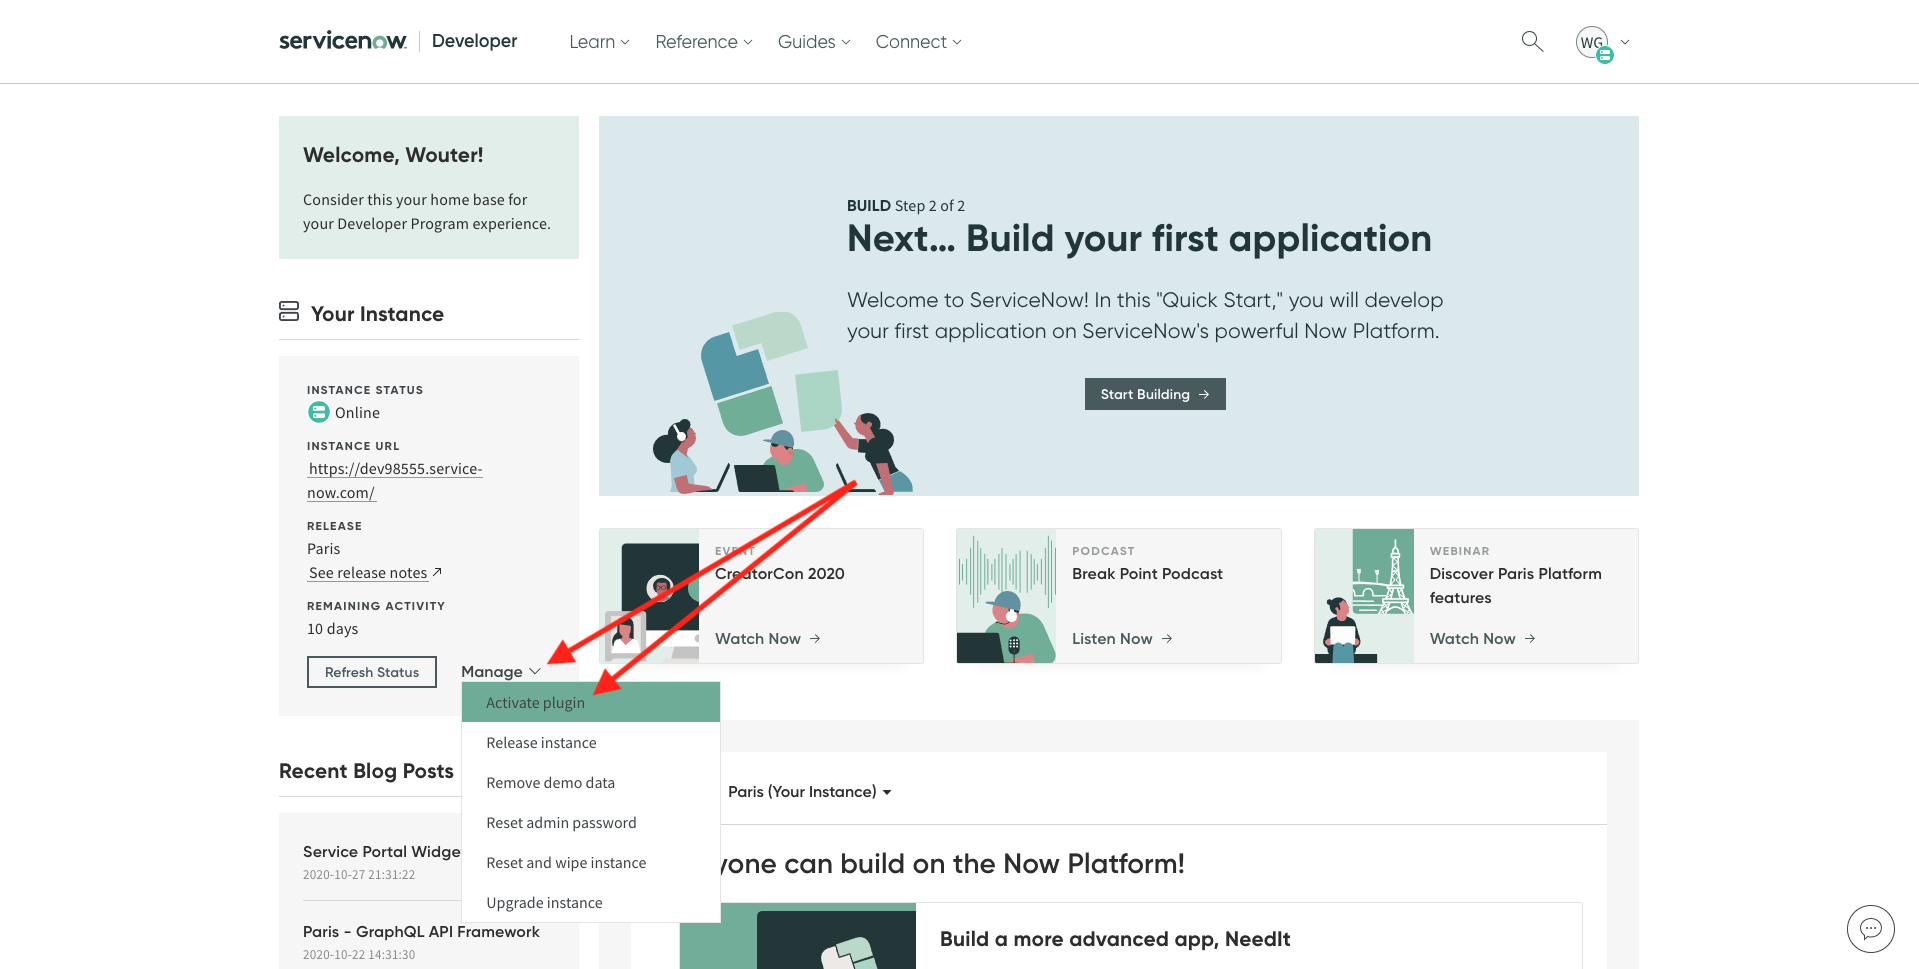 servicenow. Developer
Learn
Reference
Guides
Connect
WG
Welcome, Wouter!
Consider this your home base for
your Developer Program experience.
BUILD Step 2 of 2
Next... Build your first application
Welcome to ServiceNow! In this "Quick Start," you will develop
your first application on ServiceNow's powerful Now Platform.
Start Building →
Your Instance
INSTANCE STATUS
Online
INSTANCE URL
https://dev98555.service-
now.com/
RELEASE
Paris
See release notes
REMAINING ACTIVITY
10 days
Refresh Status
Manage
Activate plugin
Release instance
Remove demo data
Reset admin password
Reset and wipe instance
Upgrade instance
EVENT
CreatorCon 2020
Watch Now →
PODCAST
Break Point Podcast
Listen Now →
WEBINAR
Discover Paris Platform
features
Watch Now →
Recent Blog Posts
Service Portal Widge
2020-10-27 21:31:22
Paris - GraphQL API Framework
2020-10-22 14:31:30
Paris (Your Instance)
yone can build on the Now Platform!
Build a more advanced app, NeedIt